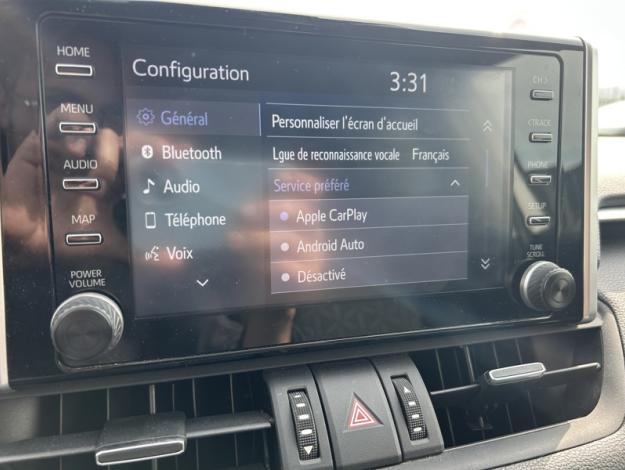 HOME
MENU
AUDIO
MAP
POWER
VOLUME
Configuration
3:31
Général
Bluetooth
Audio
Téléphone
Voix
Personnaliser l'écran d'accueil
Lgue de reconnaissance vocale Français
Service préféré
Apple CarPlay
Android Auto
Désactivé
CH >
<TRACK
PHONE
SETUP
TUNE
SCROLL